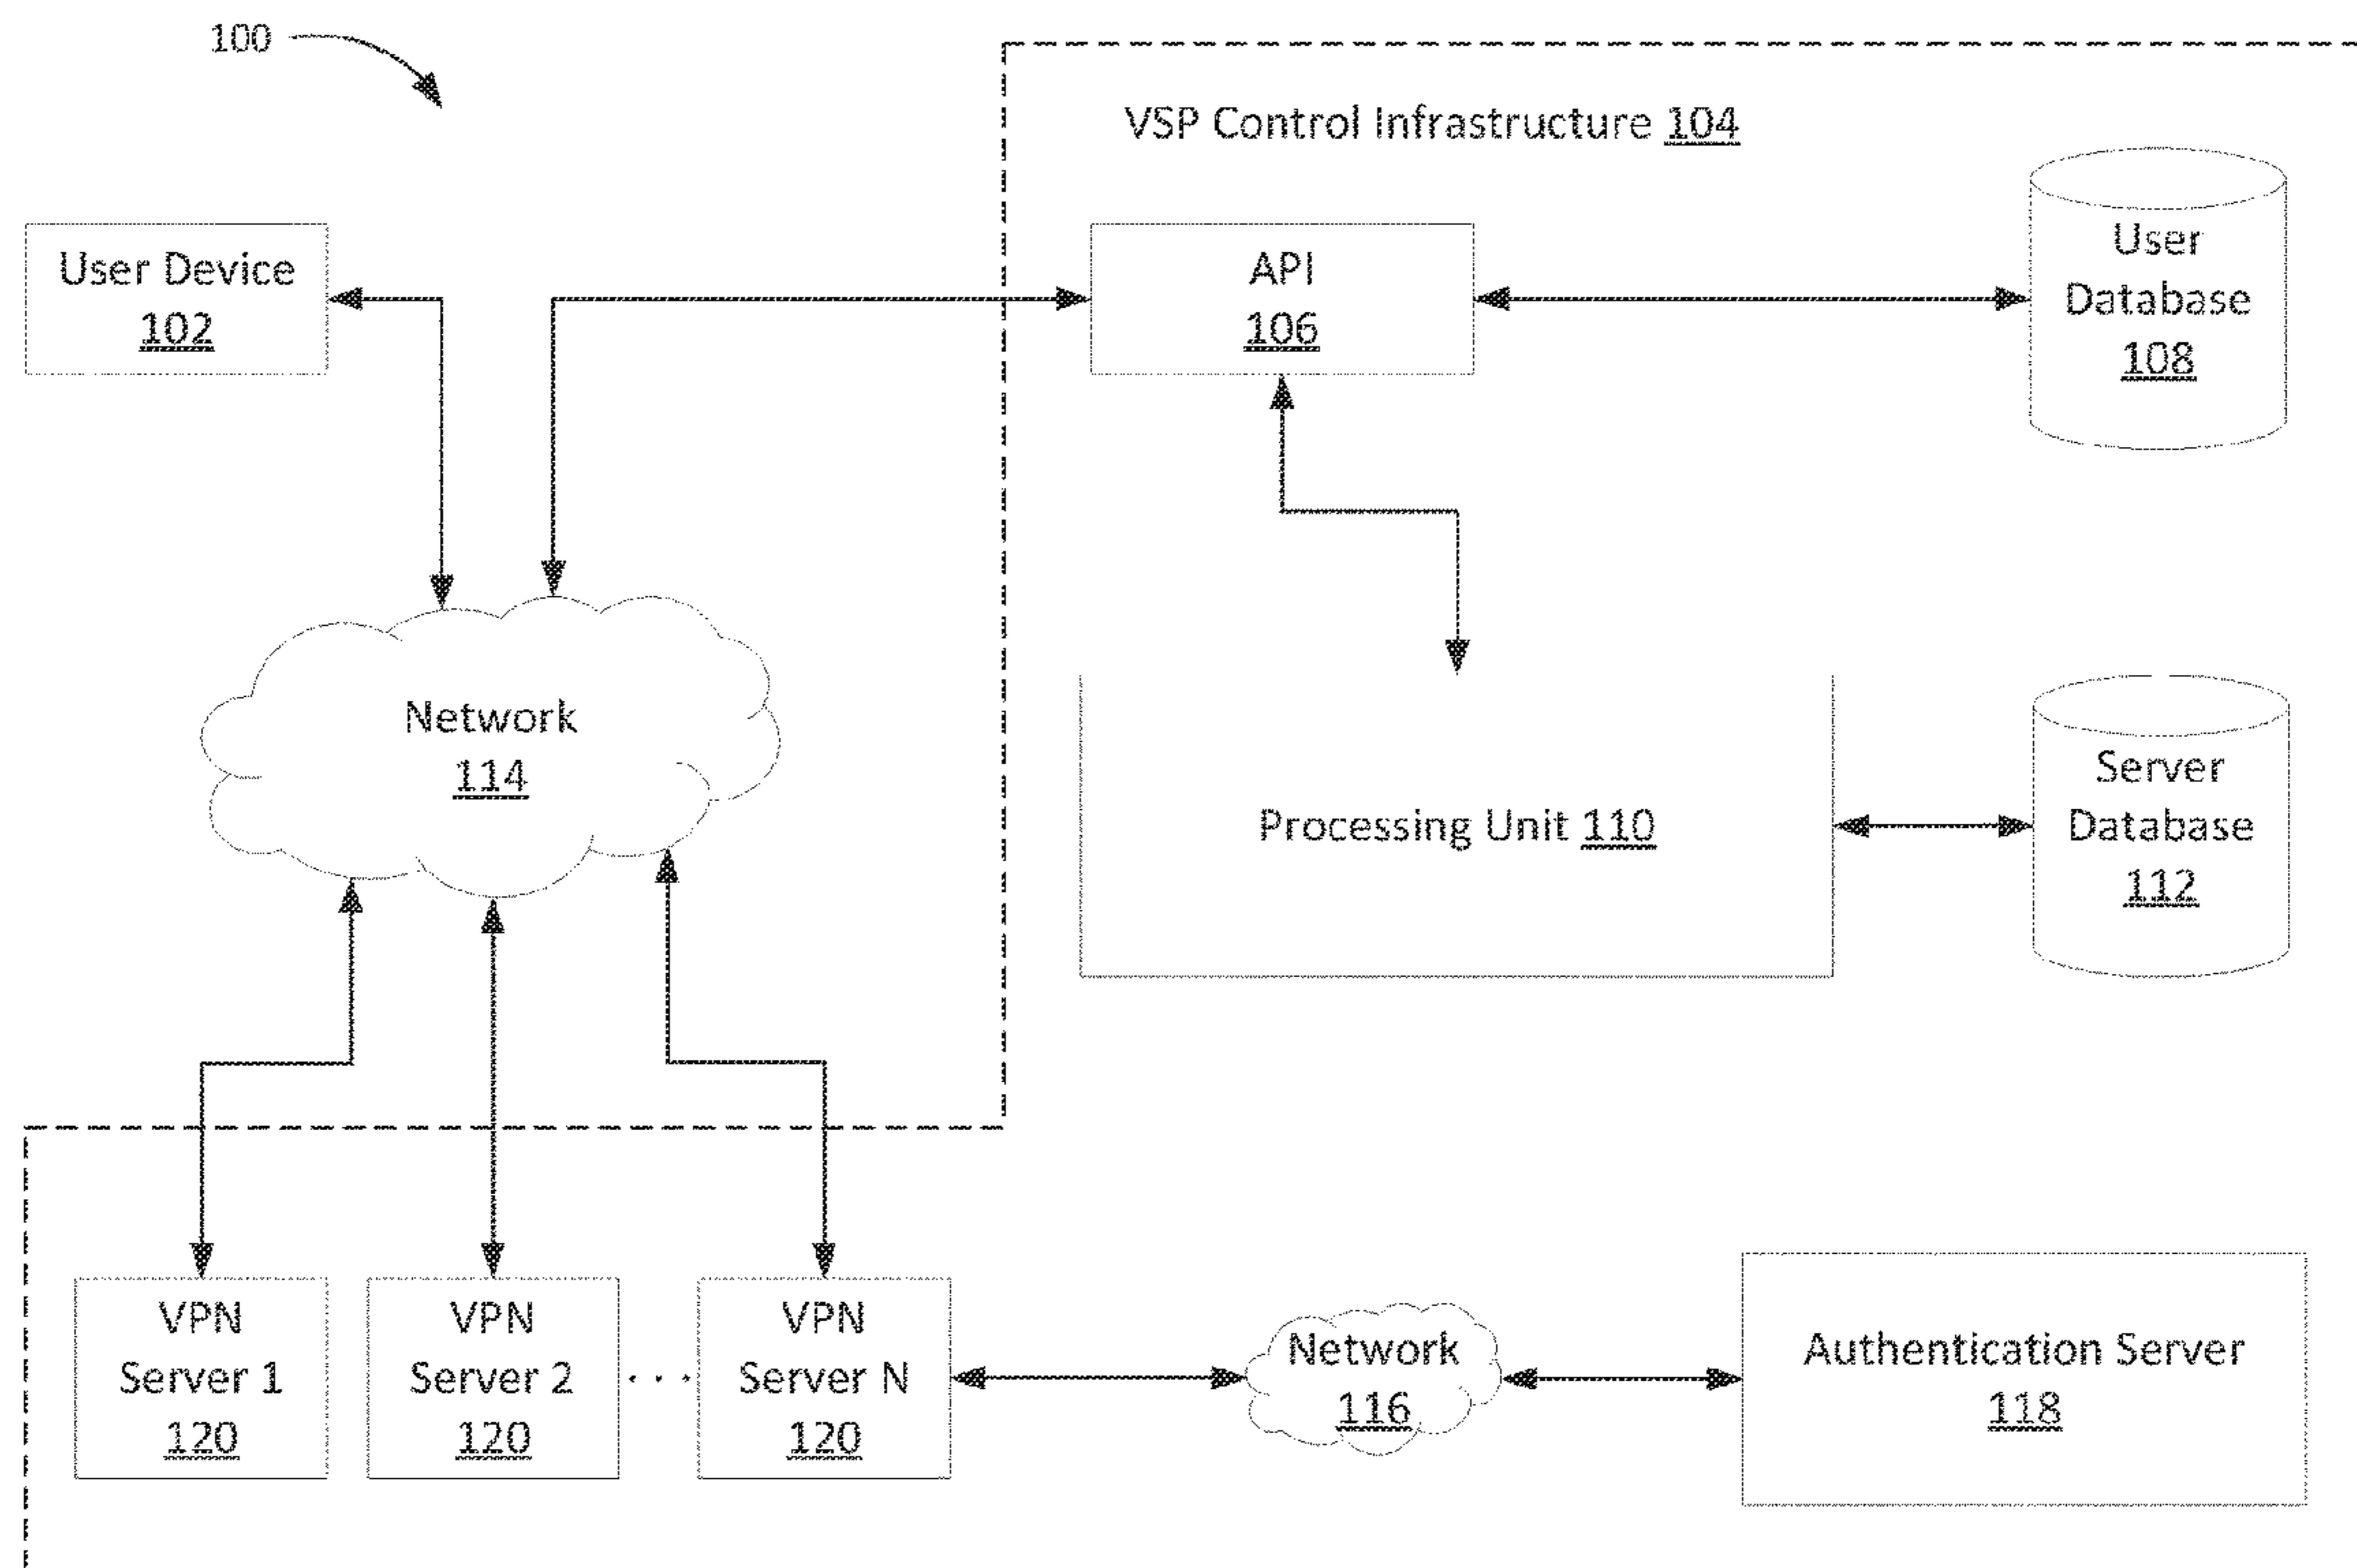 100
VSP Control Infrastructure 104
User Device
102
API
106
User
Database
108
Network
114
Processing Unit 110
Server
Database
112
VPN
Server 1
120
VPN
Server 2
120
. . .
VPN
Server N
120
Network
116
Authentication Server
118